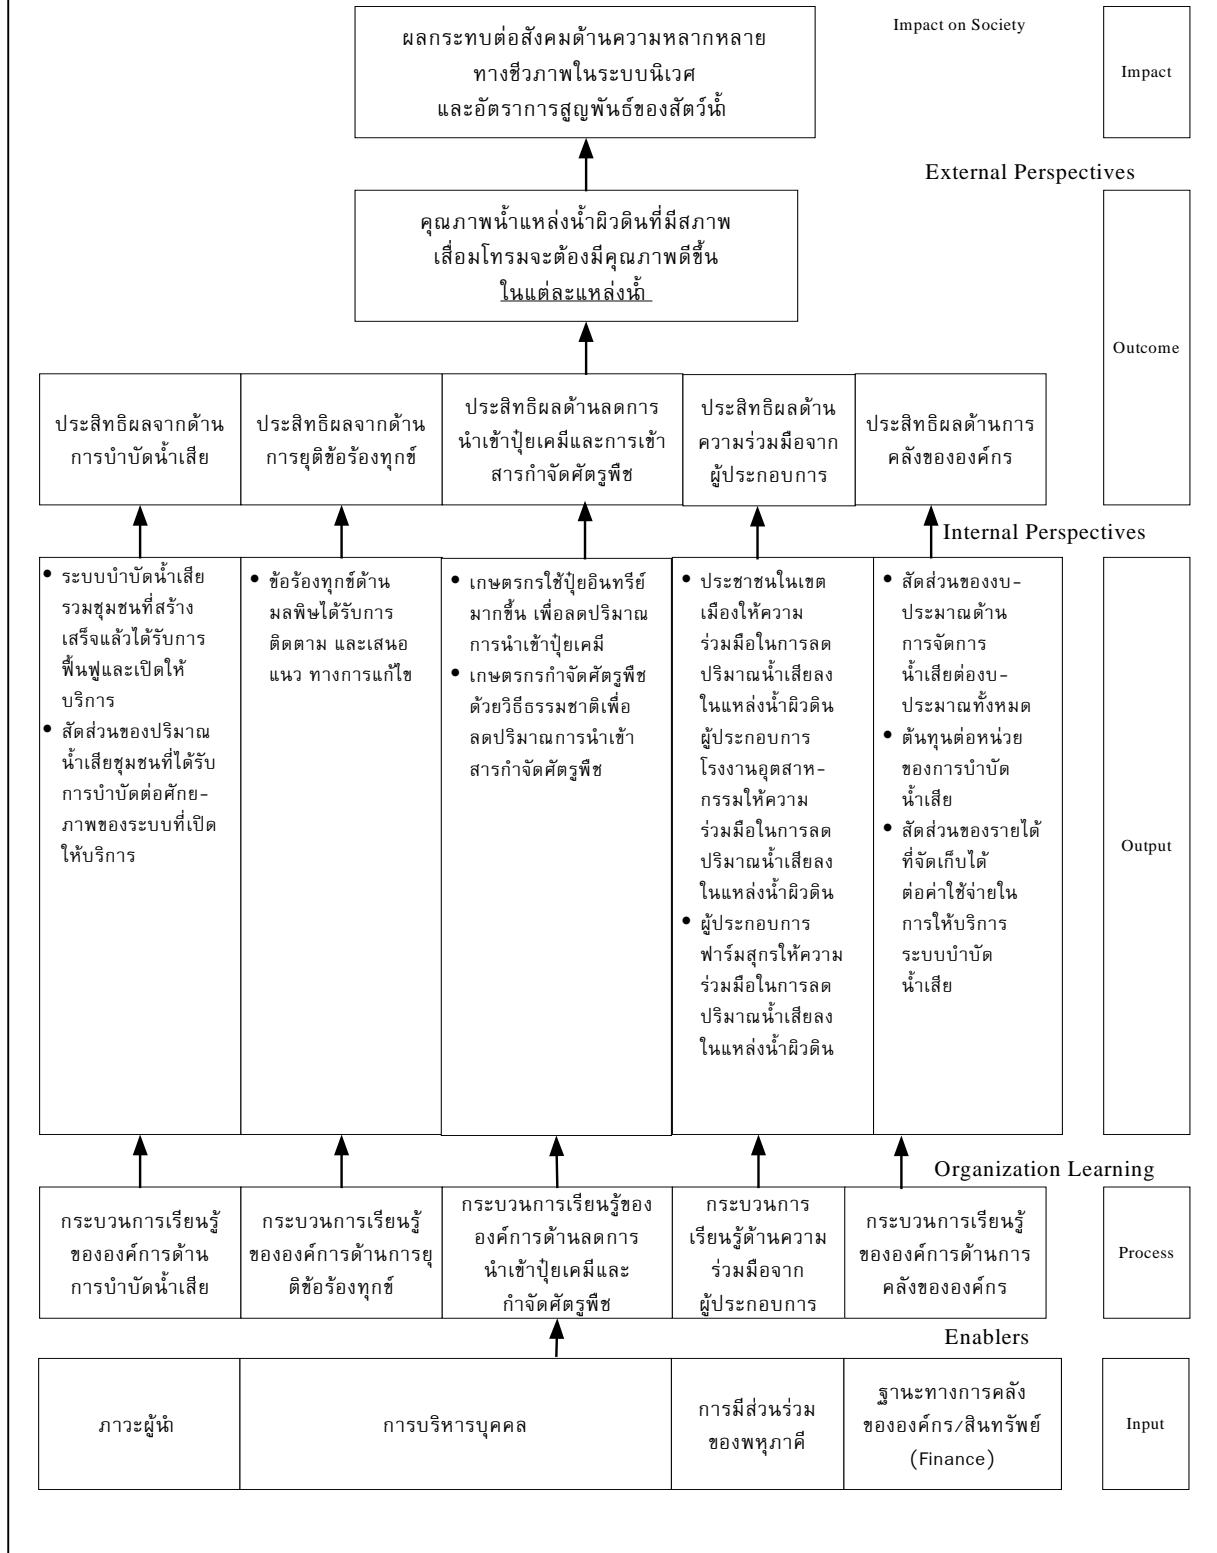 ผลกระทบต่อสังคมด้านความหลากหลาย
ทางชีวภาพในระบบนิเวศ
และอัตราการสูญพันธ์ของสัตว์น้ำ
Impact on Society
Impact
External Perspectives
คุณภาพน้ำแหล่งน้ำผิวดินที่มีสภาพ
เสื่อมโทรมจะต้องมีคุณภาพดีขึ้น
ในแต่ละแหล่งน้ำ
Outcome
ประสิทธิผลจากด้าน
การบำบัดน้ำเสีย
ประสิทธิผลจากด้าน
การยุติข้อร้องทุกข์
ประสิทธิผลด้านลดการ
นำเข้าปุ๋ยเคมีและการเข้า
สารกำจัดศัตรูพืช
ประสิทธิผลด้าน
ความร่วมมือจาก
ผู้ประกอบการ
ประสิทธิผลด้านการ
คลังขององค์กร
Internal Perspectives
• ระบบบำบัดน้ำเสีย
รวมชุมชนที่สร้าง
เสร็จแล้วได้รับการ
ฟื้นฟูและเปิดให้
บริการ
• สัดส่วนของปริมาณ
น้ำเสียชุมชนที่ได้รับ
การบำบัดต่อศักย-
ภาพของระบบที่เปิด
ให้บริการ
• ข้อร้องทุกข์ด้าน
มลพิษได้รับการ
ติดตาม และเสนอ
แนว ทางการแก้ไข
• เกษตรกรใช้ปุ๋ยอินทรีย์
มากขึ้น เพื่อลดปริมาณ
การนำเข้าปุ๋ยเคมี
• เกษตรกรกำจัดศัตรูพืช
ด้วยวิธีธรรมชาติเพื่อ
ลดปริมาณการนำเข้า
สารกำจัดศัตรูพืช
• ประชาชนในเขต
เมืองให้ความ
ร่วมมือในการลด
ปริมาณน้ำเสียลง
ในแหล่งน้ำผิวดิน
ผู้ประกอบการ
โรงงานอุตสาห-
กรรมให้ความ
ร่วมมือในการลด
ปริมาณน้ำเสียลง
ในแหล่งน้ำผิวดิน
• ผู้ประกอบการ
ฟาร์มสุกรให้ความ
ร่วมมือในการลด
ปริมาณน้ำเสียลง
ในแหล่งน้ำผิวดิน
• สัดส่วนของงบ-
ประมาณด้าน
การจัดการ
น้ำเสียต่องบ-
ประมาณทั้งหมด
• ต้นทุนต่อหน่วย
ของการบำบัด
น้ำเสีย
• สัดส่วนของรายได้
ที่จัดเก็บได้
ต่อค่าใช้จ่ายใน
การให้บริการ
ระบบบำบัด
น้ำเสีย
Output
Organization Learning
กระบวนการเรียนรู้
ขององค์การด้าน
การบำบัดน้ำเสีย
กระบวนการเรียนรู้
ขององค์การด้านการยุ
ติข้อร้องทุกข์
กระบวนการเรียนรู้ของ
องค์การด้านลดการ
นำเข้าปุ๋ยเคมีและ
กำจัดศัตรูพืช
กระบวนการ
เรียนรู้ด้านความ
ร่วมมือจาก
ผู้ประกอบการ
กระบวนการเรียนรู้
ขององค์การด้านการ
คลังขององค์กร
Process
Enablers
ภาวะผู้นำ
การบริหารบุคคล
การมีส่วนร่วม
ของพหุภาคี
ฐานะทางการคลัง
ขององค์กร/สินทรัพย์
(Finance)
Input